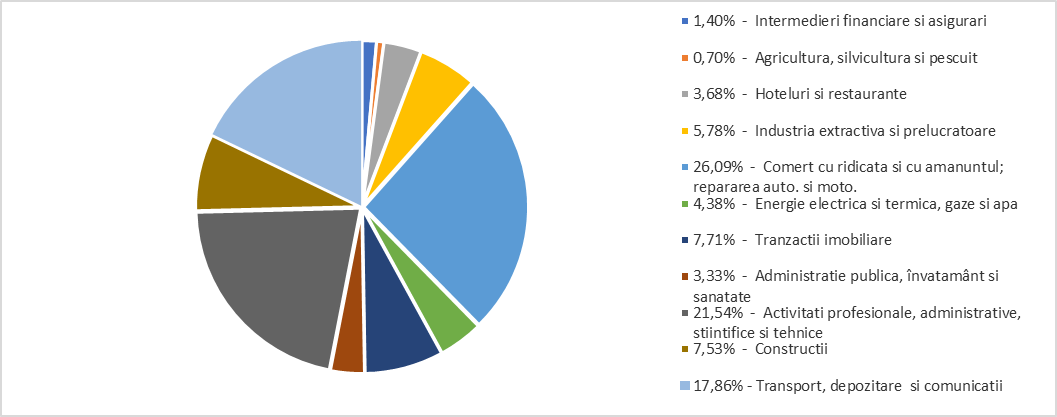 1,40% - Intermedieri financiare si asigurari
0,70% - Agricultura, silvicultura si pescuit
3,68% - Hoteluri si restaurante
5,78% - Industria extractiva si prelucratoare
26,09% - Comert cu ridicata si cu amanuntul;
repararea auto. si moto.
4,38% - Energie electrica si termica, gaze si apa
7,71% - Tranzactii imobiliare
3,33% - Administratie publica, învatamânt si
sanatate
21,54% - Activitati profesionale, administrative,
stiintifice si tehnice
7,53% - Constructii
17,86% - Transport, depozitare si comunicatii